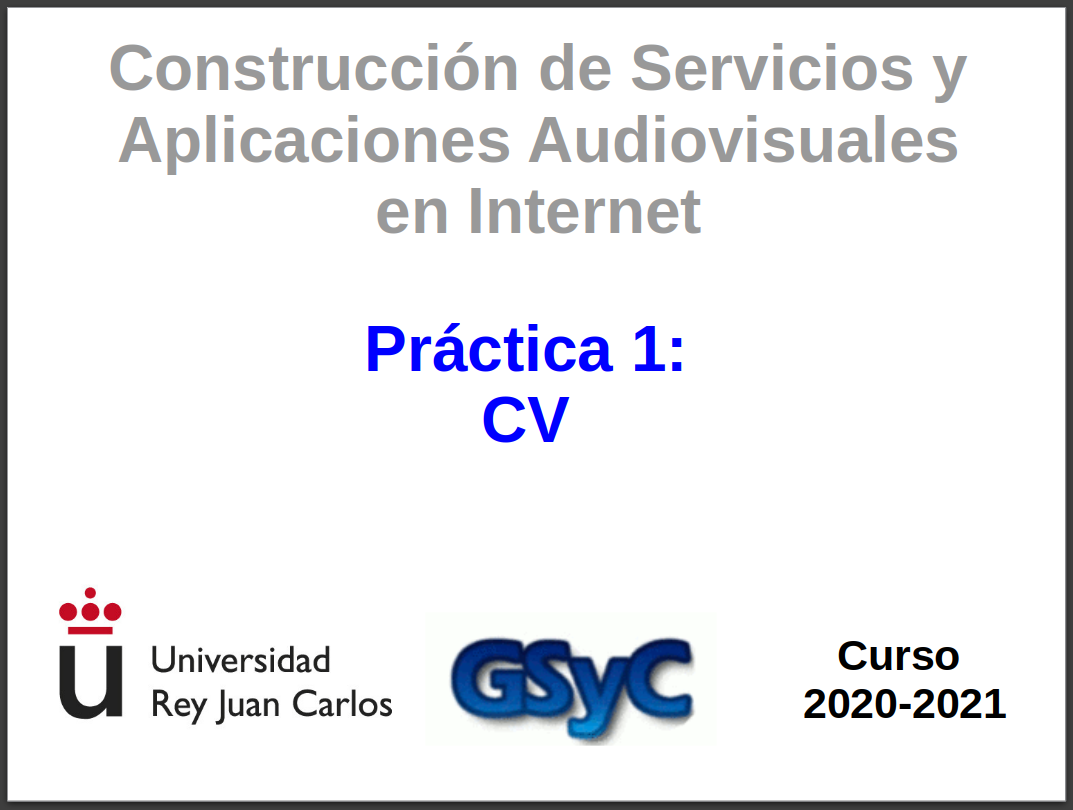 Construcción de Servicios y
Aplicaciones Audiovisuales
en Internet
Práctica 1:
CV
Universidad
Rey Juan Carlos
GSyC
Curso
2020-2021